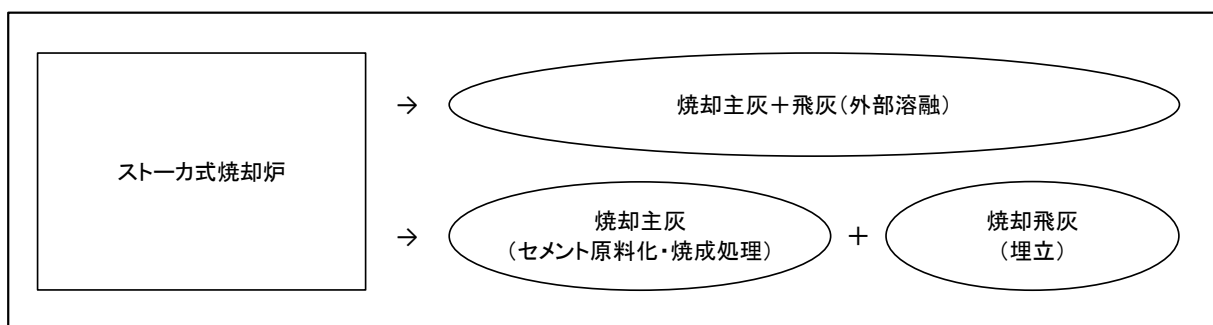 ストーカ式焼却炉
→
焼却主灰＋飛灰（外部溶融）
→
焼却主灰
（セメント原料化・焼成処理）
＋
焼却飛灰
（埋立）